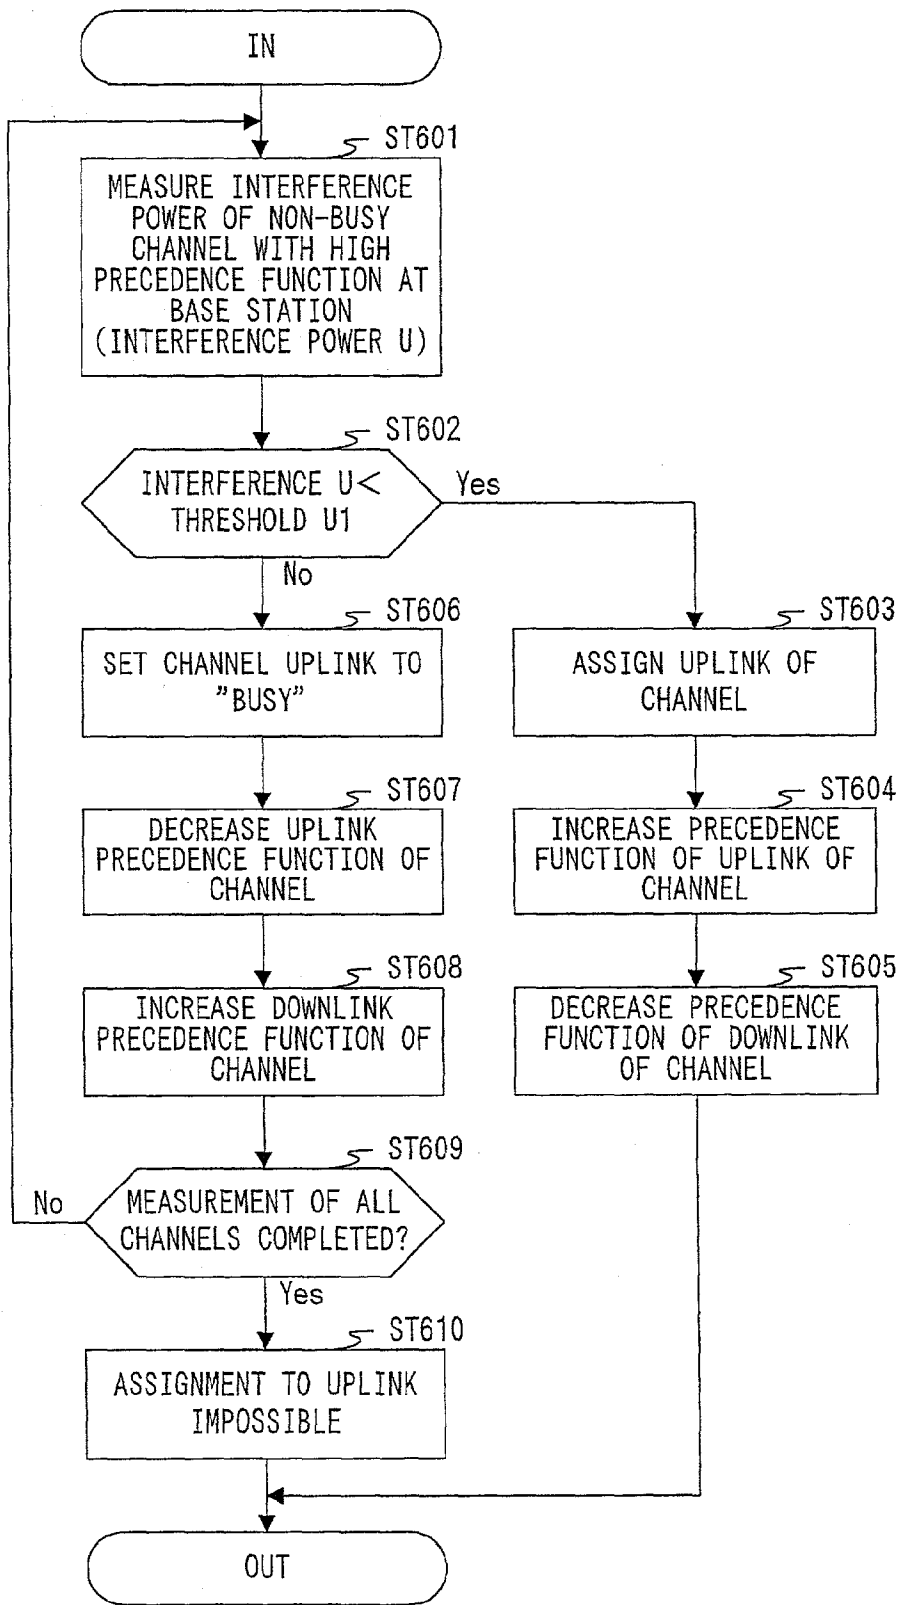 IN
ST601
MEASURE INTERFERENCE
POWER OF NON-BUSY
CHANNEL WITH HIGH
PRECEDENCE FUNCTION AT
BASE STATION
(INTERFERENCE POWER U)
ST602
INTERFERENCE U<
THRESHOLD U1
Yes
No
ST606
SET CHANNEL UPLINK TO
"BUSY"
ST603
ASSIGN UPLINK OF
CHANNEL
ST607
DECREASE UPLINK
PRECEDENCE FUNCTION OF
CHANNEL
ST604
INCREASE PRECEDENCE
FUNCTION OF UPLINK OF
CHANNEL
ST608
INCREASE DOWNLINK
PRECEDENCE FUNCTION OF
CHANNEL
ST605
DECREASE PRECEDENCE
FUNCTION OF DOWNLINK
OF CHANNEL
ST609
MEASUREMENT OF ALL
CHANNELS COMPLETED?
No
Yes
ST610
ASSIGNMENT TO UPLINK
IMPOSSIBLE
OUT